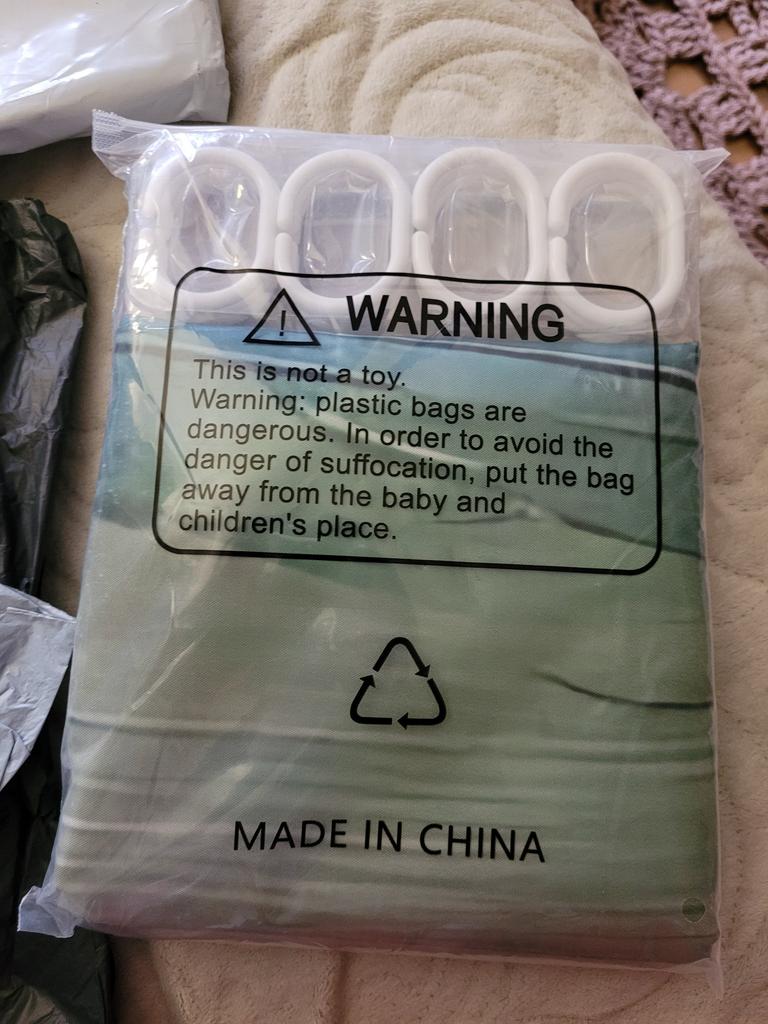 WARNING
This is not a toy.
Warning: plastic bags are
dangerous. In order to avoid the
danger of suffocation, put the bag
away from the baby and
children's place.
MADE IN CHINA